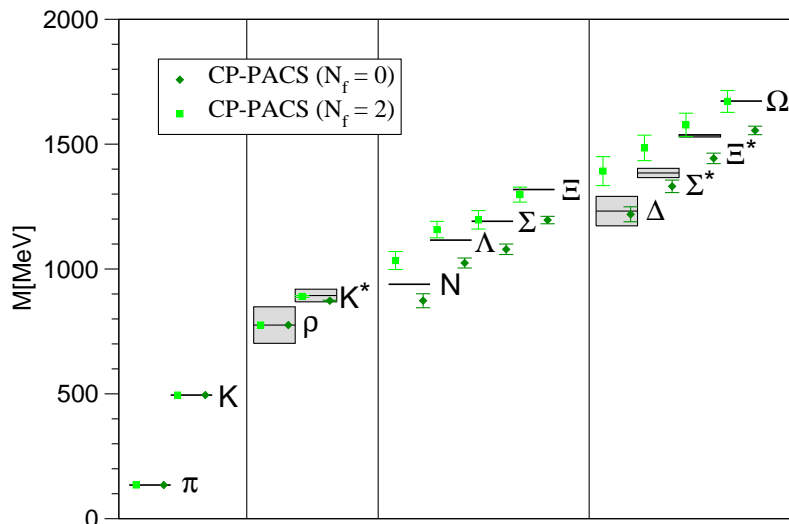 2000
1500
1000
500
0
M[MeV]
CP-PACS (N_f = 0)
CP-PACS (N_f = 2)
π
K
ρ
K*
N
Λ
Σ
Ξ
Δ
Σ*
Ξ*
Ω